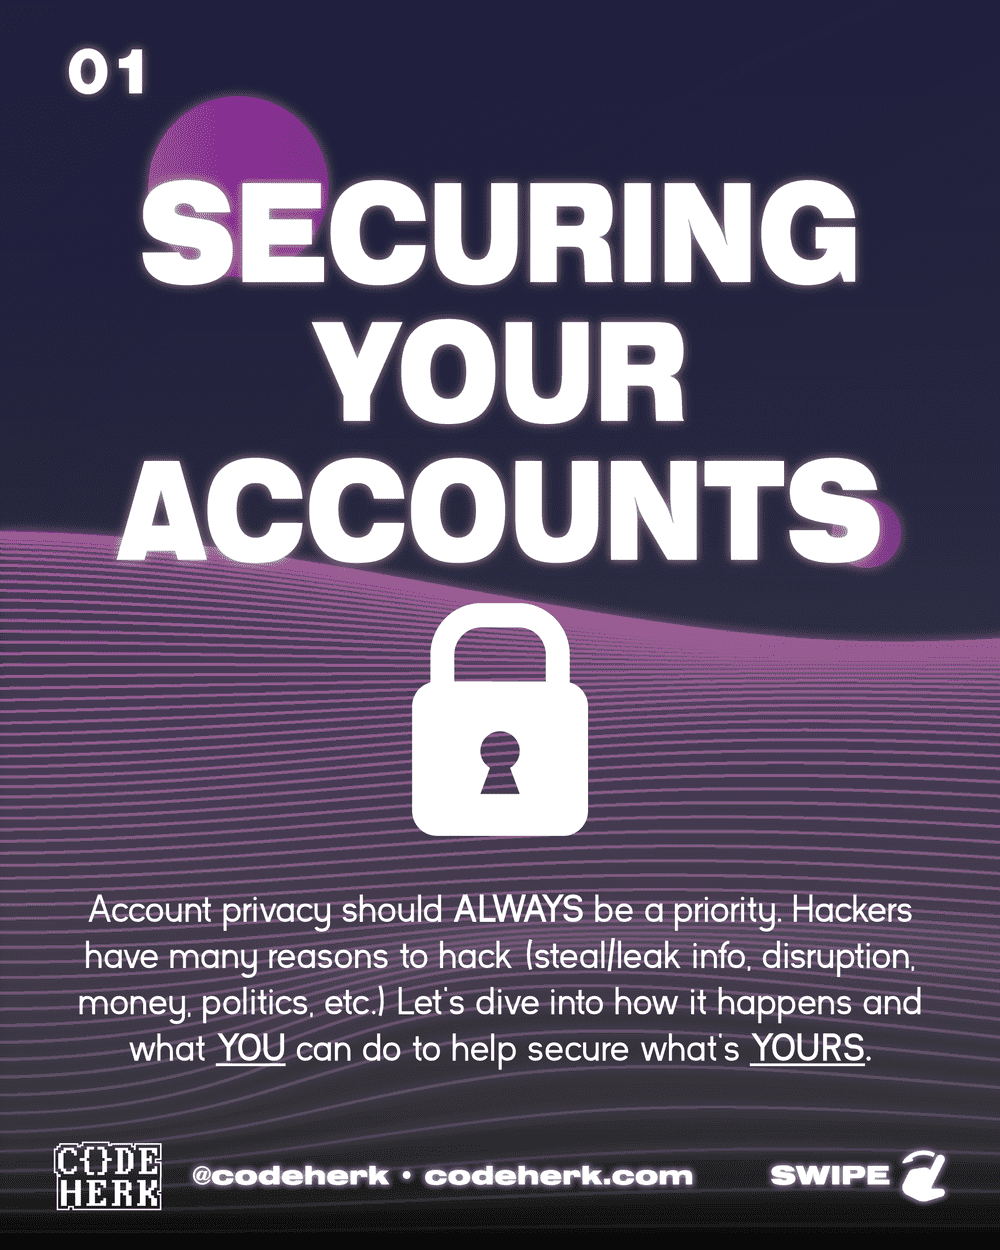 01
SECURING
YOUR
ACCOUNTS
Account privacy should ALWAYS be a priority. Hackers
have many reasons to hack (steal/leak info, disruption,
money, politics, etc.) Let's dive into how it happens and
what YOU can do to help secure what's YOURS.
C{}DE
HERK
@codeherk • codeherk.com
SWIPE